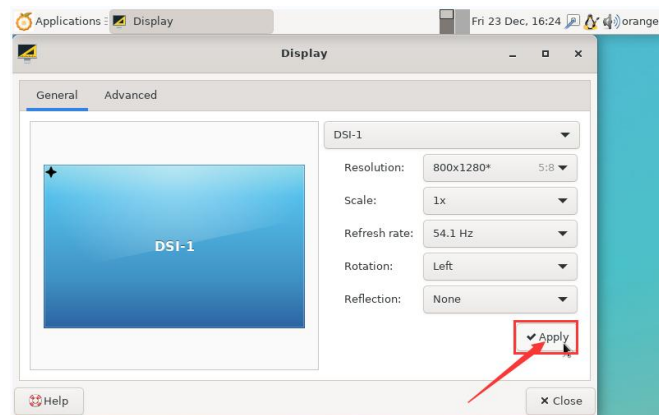 Applications Display Fri 23 Dec, 16:24 orange
Display
General Advanced
DSI-1
Resolution: 800x1280* 5:8
Scale: 1x
Refresh rate: 54.1 Hz
DSI-1
Rotation: Left
Reflection: None
Apply
Help Close